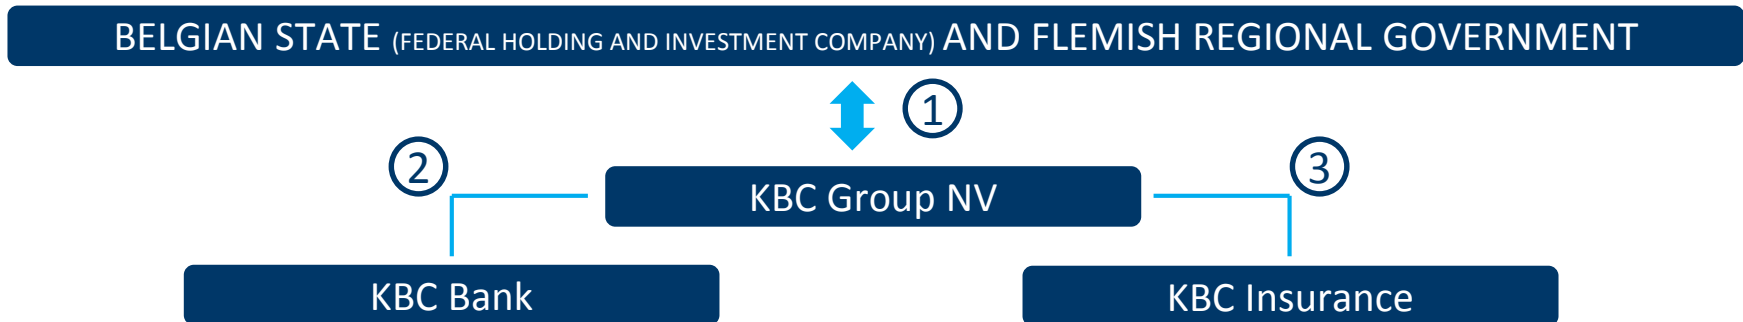 BELGIAN STATE (FEDERAL HOLDING AND INVESTMENT COMPANY) AND FLEMISH REGIONAL GOVERNMENT
1
2
3
KBC Group NV
KBC Bank
KBC Insurance